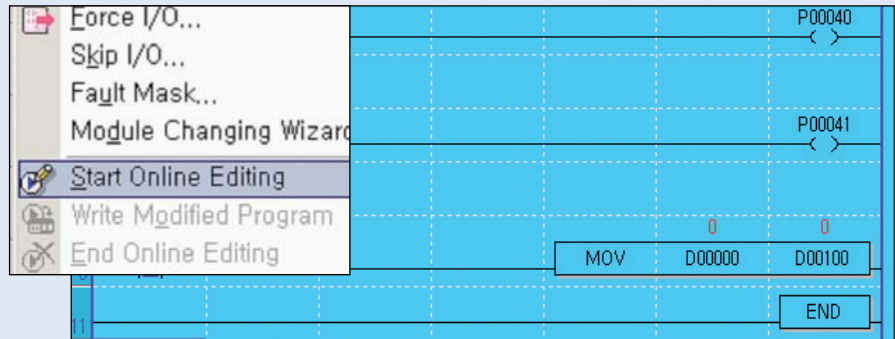 Force I/O...
Skip I/O...
Fault Mask...
Module Changing Wizard
Start Online Editing
Write Modified Program
End Online Editing
P00040
P00041
0 0
MOV D00000 D00100
END
11